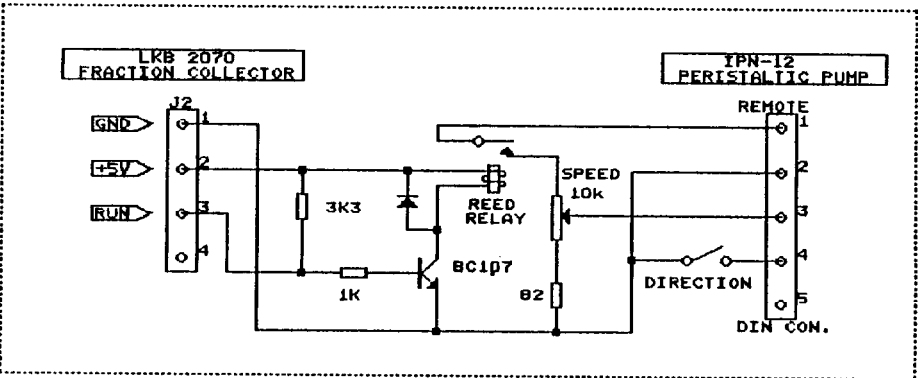 LKB 2070
FRACTION COLLECTOR
IPN-12
PERISTALTIC PUMP
J2
REMOTE
GND
1
1
+5V
2
SPEED
10k
2
RUN
3
3K3
REED
RELAY
3
4
BC107
DIRECTION
4
1K
82
5
DIN CON.